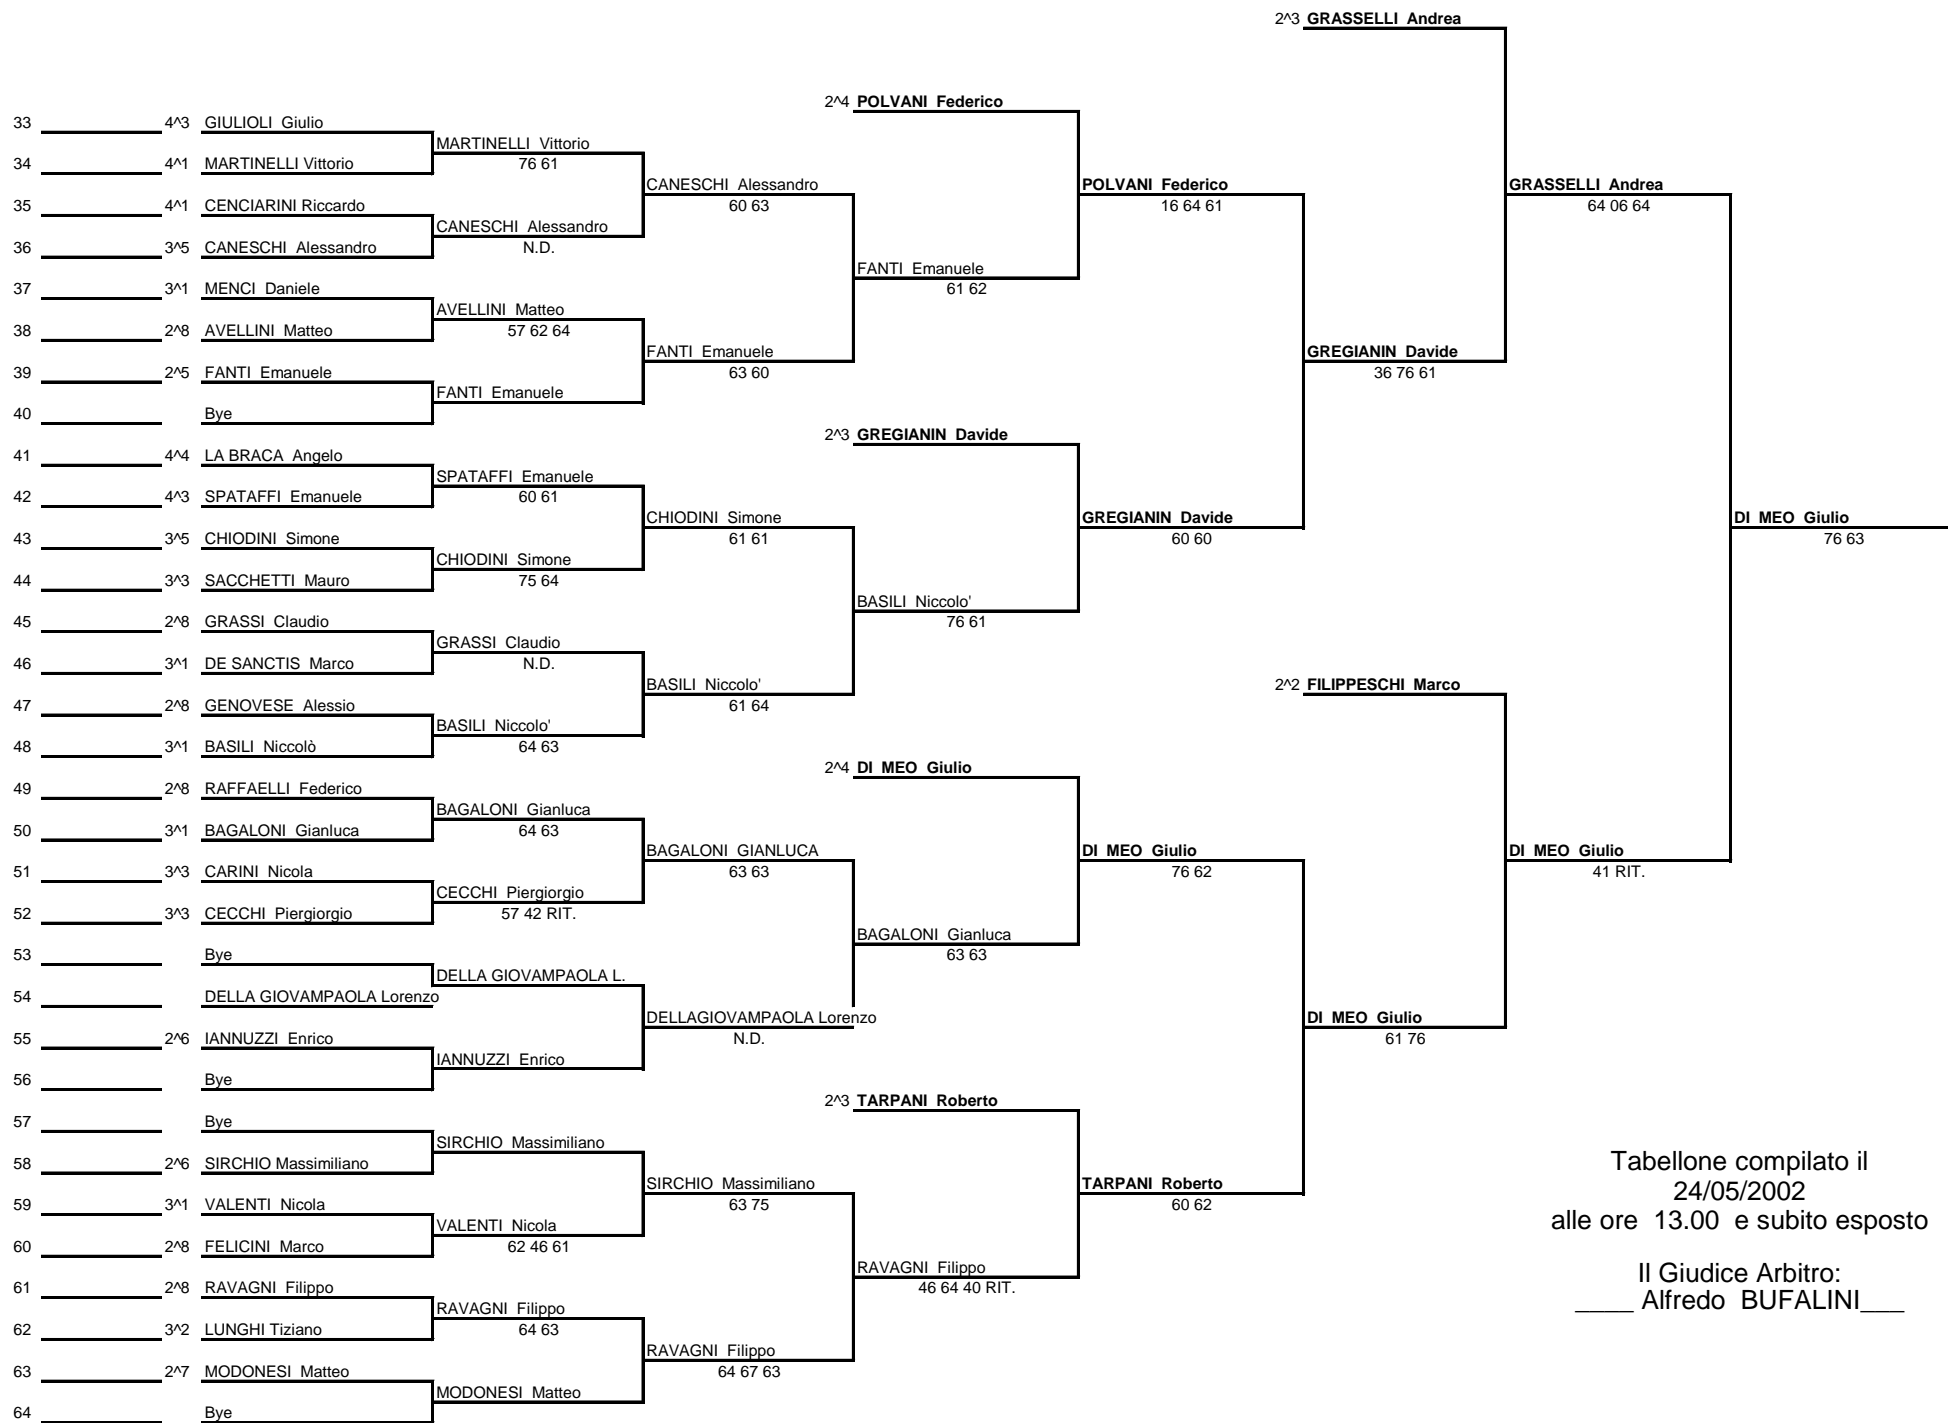 2^3 GRASSELLI Andrea
2^4 POLVANI Federico
33 4^3 GIULIOLI Giulio
MARTINELLI Vittorio
34 4^1 MARTINELLI Vittorio 76 61
CANESCHI Alessandro POLVANI Federico GRASSELLI Andrea
35 4^1 CENCIARINI Riccardo 60 63 16 64 61 64 06 64
CANESCHI Alessandro
36 3^5 CANESCHI Alessandro N.D.
FANTI Emanuele
37 3^1 MENCI Daniele 61 62
AVELLINI Matteo
38 2^8 AVELLINI Matteo 57 62 64
FANTI Emanuele GREGIANIN Davide
39 2^5 FANTI Emanuele 63 60 36 76 61
FANTI Emanuele
40 Bye
2^3 GREGIANIN Davide
41 4^4 LA BRACA Angelo
SPATAFFI Emanuele
42 4^3 SPATAFFI Emanuele 60 61
CHIODINI Simone GREGIANIN Davide DI MEO Giulio
43 3^5 CHIODINI Simone 61 61 60 60 76 63
CHIODINI Simone
44 3^3 SACCHETTI Mauro 75 64
BASILI Niccolo'
45 2^8 GRASSI Claudio 76 61
GRASSI Claudio
46 3^1 DE SANCTIS Marco N.D.
BASILI Niccolo' 2^2 FILIPPESCHI Marco
47 2^8 GENOVESE Alessio 61 64
BASILI Niccolo'
48 3^1 BASILI Niccolò 64 63
2^4 DI MEO Giulio
49 2^8 RAFFAELLI Federico
BAGALONI Gianluca
50 3^1 BAGALONI Gianluca 64 63
BAGALONI GIANLUCA DI MEO Giulio DI MEO Giulio
51 3^3 CARINI Nicola 63 63 76 62 41 RIT.
CECCHI Piergiorgio
52 3^3 CECCHI Piergiorgio 57 42 RIT.
BAGALONI Gianluca
53 Bye 63 63
DELLA GIOVAMPAOLA L.
54 DELLA GIOVAMPAOLA Lorenzo
DELLAGIOVAMPAOLA Lorenzo DI MEO Giulio
55 2^6 IANNUZZI Enrico N.D. 61 76
IANNUZZI Enrico
56 Bye
2^3 TARPANI Roberto
57 Bye
SIRCHIO Massimiliano
58 2^6 SIRCHIO Massimiliano
SIRCHIO Massimiliano TARPANI Roberto
59 3^1 VALENTI Nicola 63 75 60 62
VALENTI Nicola
60 2^8 FELICINI Marco 62 46 61
RAVAGNI Filippo
61 2^8 RAVAGNI Filippo 46 64 40 RIT.
RAVAGNI Filippo
62 3^2 LUNGHI Tiziano 64 63
RAVAGNI Filippo
63 2^7 MODONESI Matteo 64 67 63
MODONESI Matteo
64 Bye
Tabellone compilato il
24/05/2002
alle ore 13.00 e subito esposto
Il Giudice Arbitro:
____ Alfredo BUFALINI___